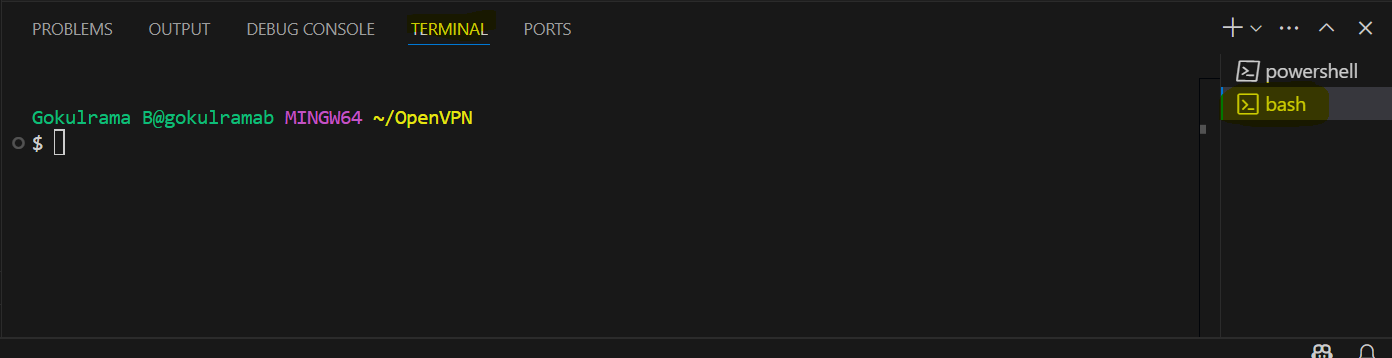 PROBLEMS OUTPUT DEBUG CONSOLE TERMINAL PORTS
powershell
bash
Gokulrama B@gokulramab MINGW64 ~/OpenVPN
$